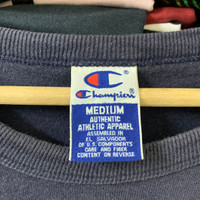 Champion
MEDIUM
AUTHENTIC
ATHLETIC APPAREL
ASSEMBLED IN
EL SALVADOR
OF U.S. COMPONENTS
CARE AND FIBER
CONTENT ON REVERSE